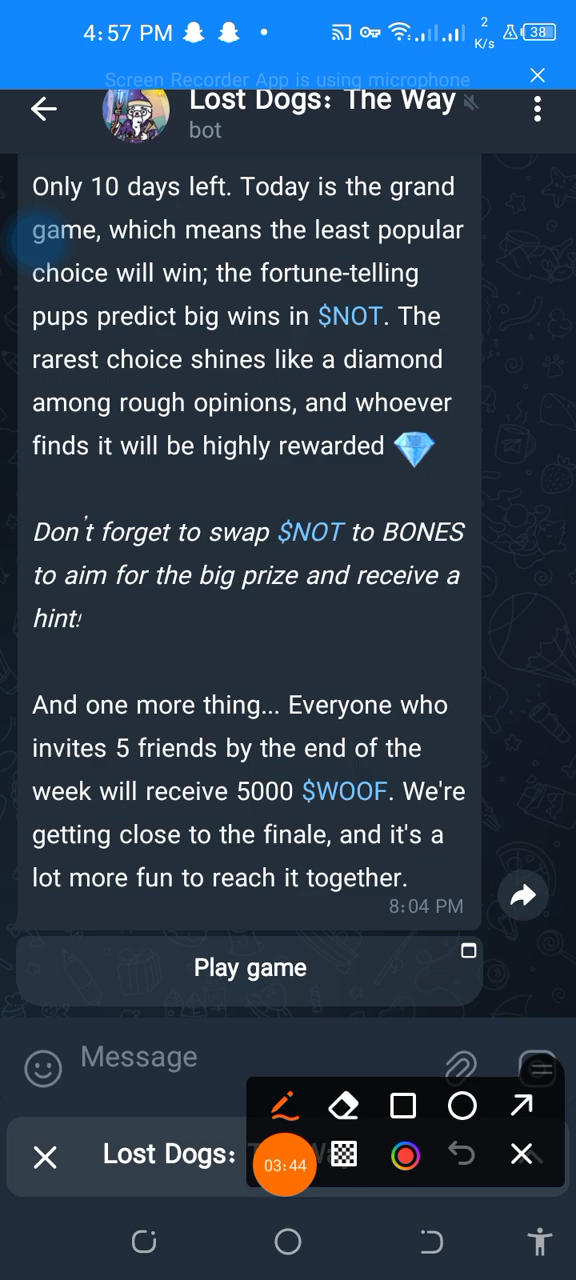 4:57 PM
2
K/s
38
Screen Recorder App is using microphone
Lost Dogs: The Way
bot
Only 10 days left. Today is the grand
game, which means the least popular
choice will win; the fortune-telling
pups predict big wins in $NOT. The
rarest choice shines like a diamond
among rough opinions, and whoever
finds it will be highly rewarded
Don't forget to swap $NOT to BONES
to aim for the big prize and receive a
hint!
And one more thing... Everyone who
invites 5 friends by the end of the
week will receive 5000 $WOOF. We're
getting close to the finale, and it's a
lot more fun to reach it together.
8:04 PM
Play game
Message
Lost Dogs:
03:44